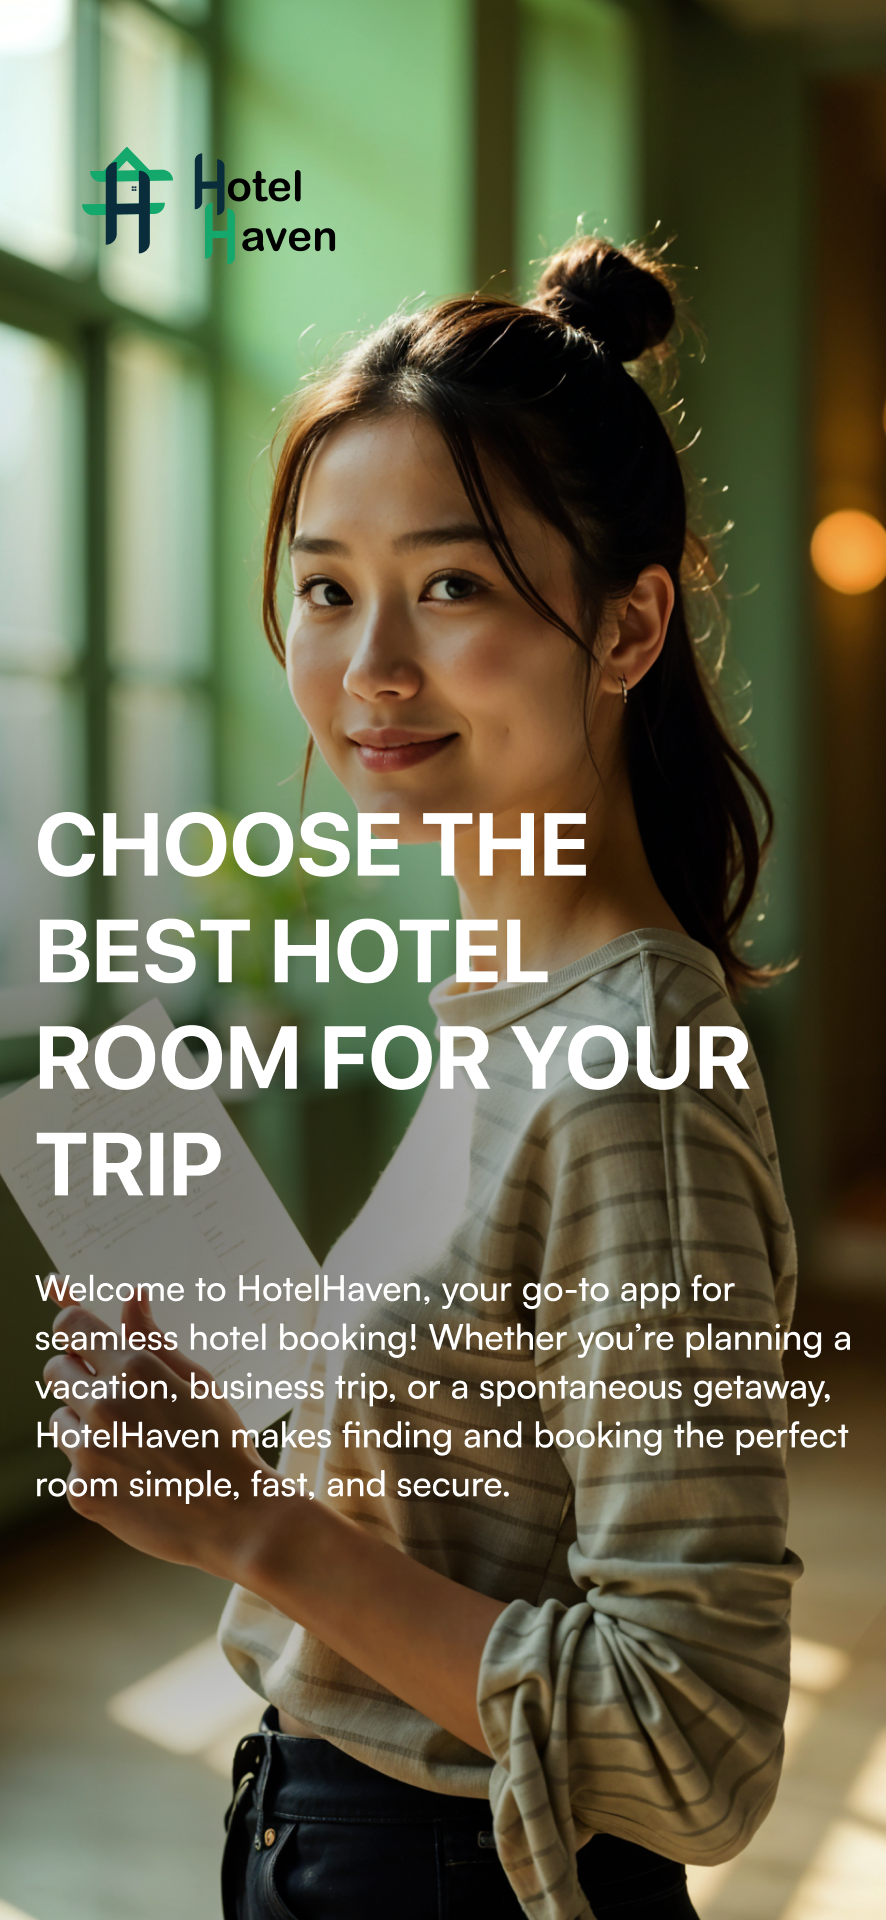 Hotel
Haven
CHOOSE THE
BEST HOTEL
ROOM FOR YOUR
TRIP
Welcome to HotelHaven, your go-to app for
seamless hotel booking! Whether you’re planning a
vacation, business trip, or a spontaneous getaway,
HotelHaven makes finding and booking the perfect
room simple, fast, and secure.